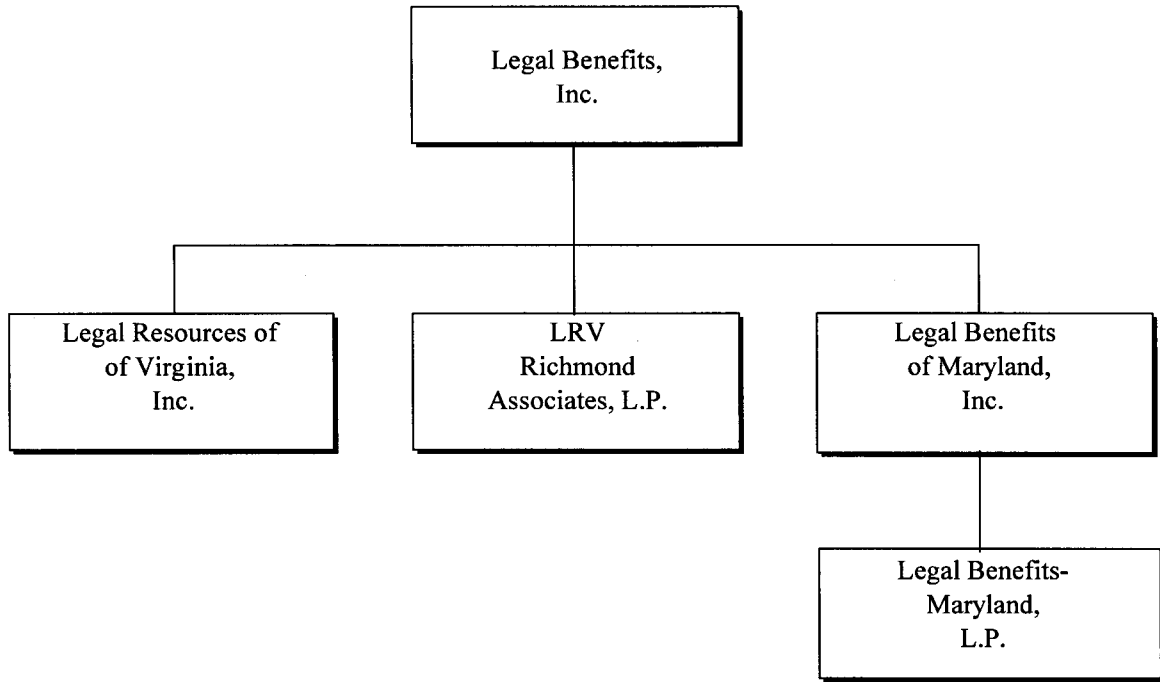 Legal Benefits,
Inc.
Legal Resources of
of Virginia,
Inc.
LRV
Richmond
Associates, L.P.
Legal Benefits
of Maryland,
Inc.
Legal Benefits-
Maryland,
L.P.